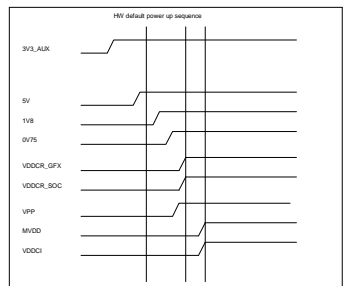 HW default power up sequence
3V3_AUX
5V
1V8
0V75
VDDCR_GFX
VDDCR_SOC
VPP
MVDD
VDDCI